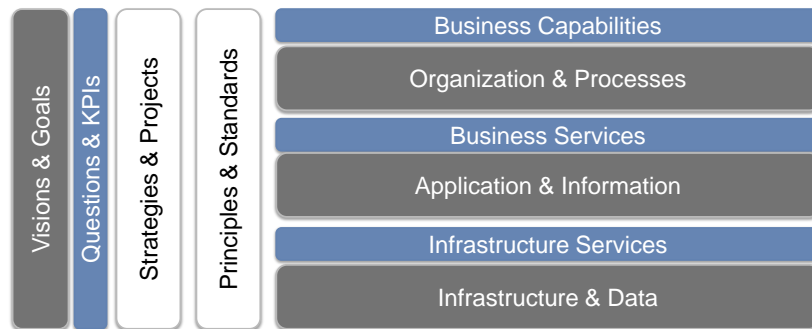 Visions & Goals
Questions & KPIs
Strategies & Projects
Principles & Standards
Business Capabilities
Organization & Processes
Business Services
Application & Information
Infrastructure Services
Infrastructure & Data